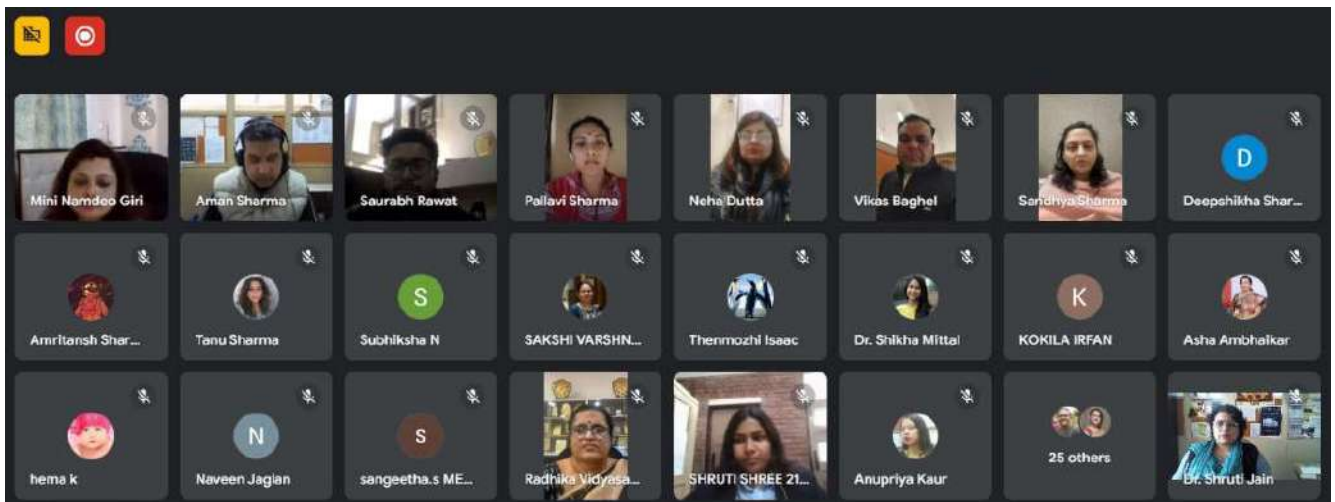 Mini Namdeo Giri
Aman Sharma
Saurabh Rawat
Pallavi Sharma
Neha Dutta
Vikas Baghel
Sandhya Sharma
D
Deepshikha Shar...
Amritansh Shar...
Tanu Sharma
S
Subhiksha N
SAKSHI VARSHN...
Thenmozhi Isaac
Dr. Shikha Mittal
K
KOKILA IRFAN
Asha Ambhaikar
hema k
N
Naveen Jaglan
s
sangeetha.s ME...
Radhika Vidyasa...
SHRUTI SHREE 21...
Anupriya Kaur
25 others
Dr. Shruti Jain